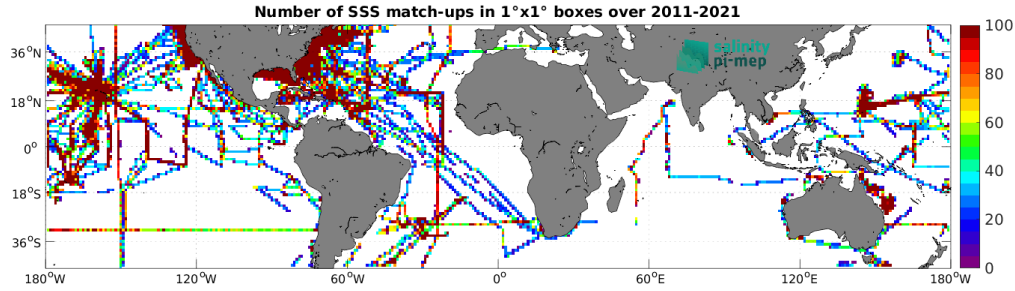 Number of SSS match-ups in 1°x1° boxes over 2011-2021
salinity
pi-mep
36°N
18°N
0°
18°S
36°S
180°W
120°W
60°W
0°
60°E
120°E
180°W
100
80
60
40
20
0